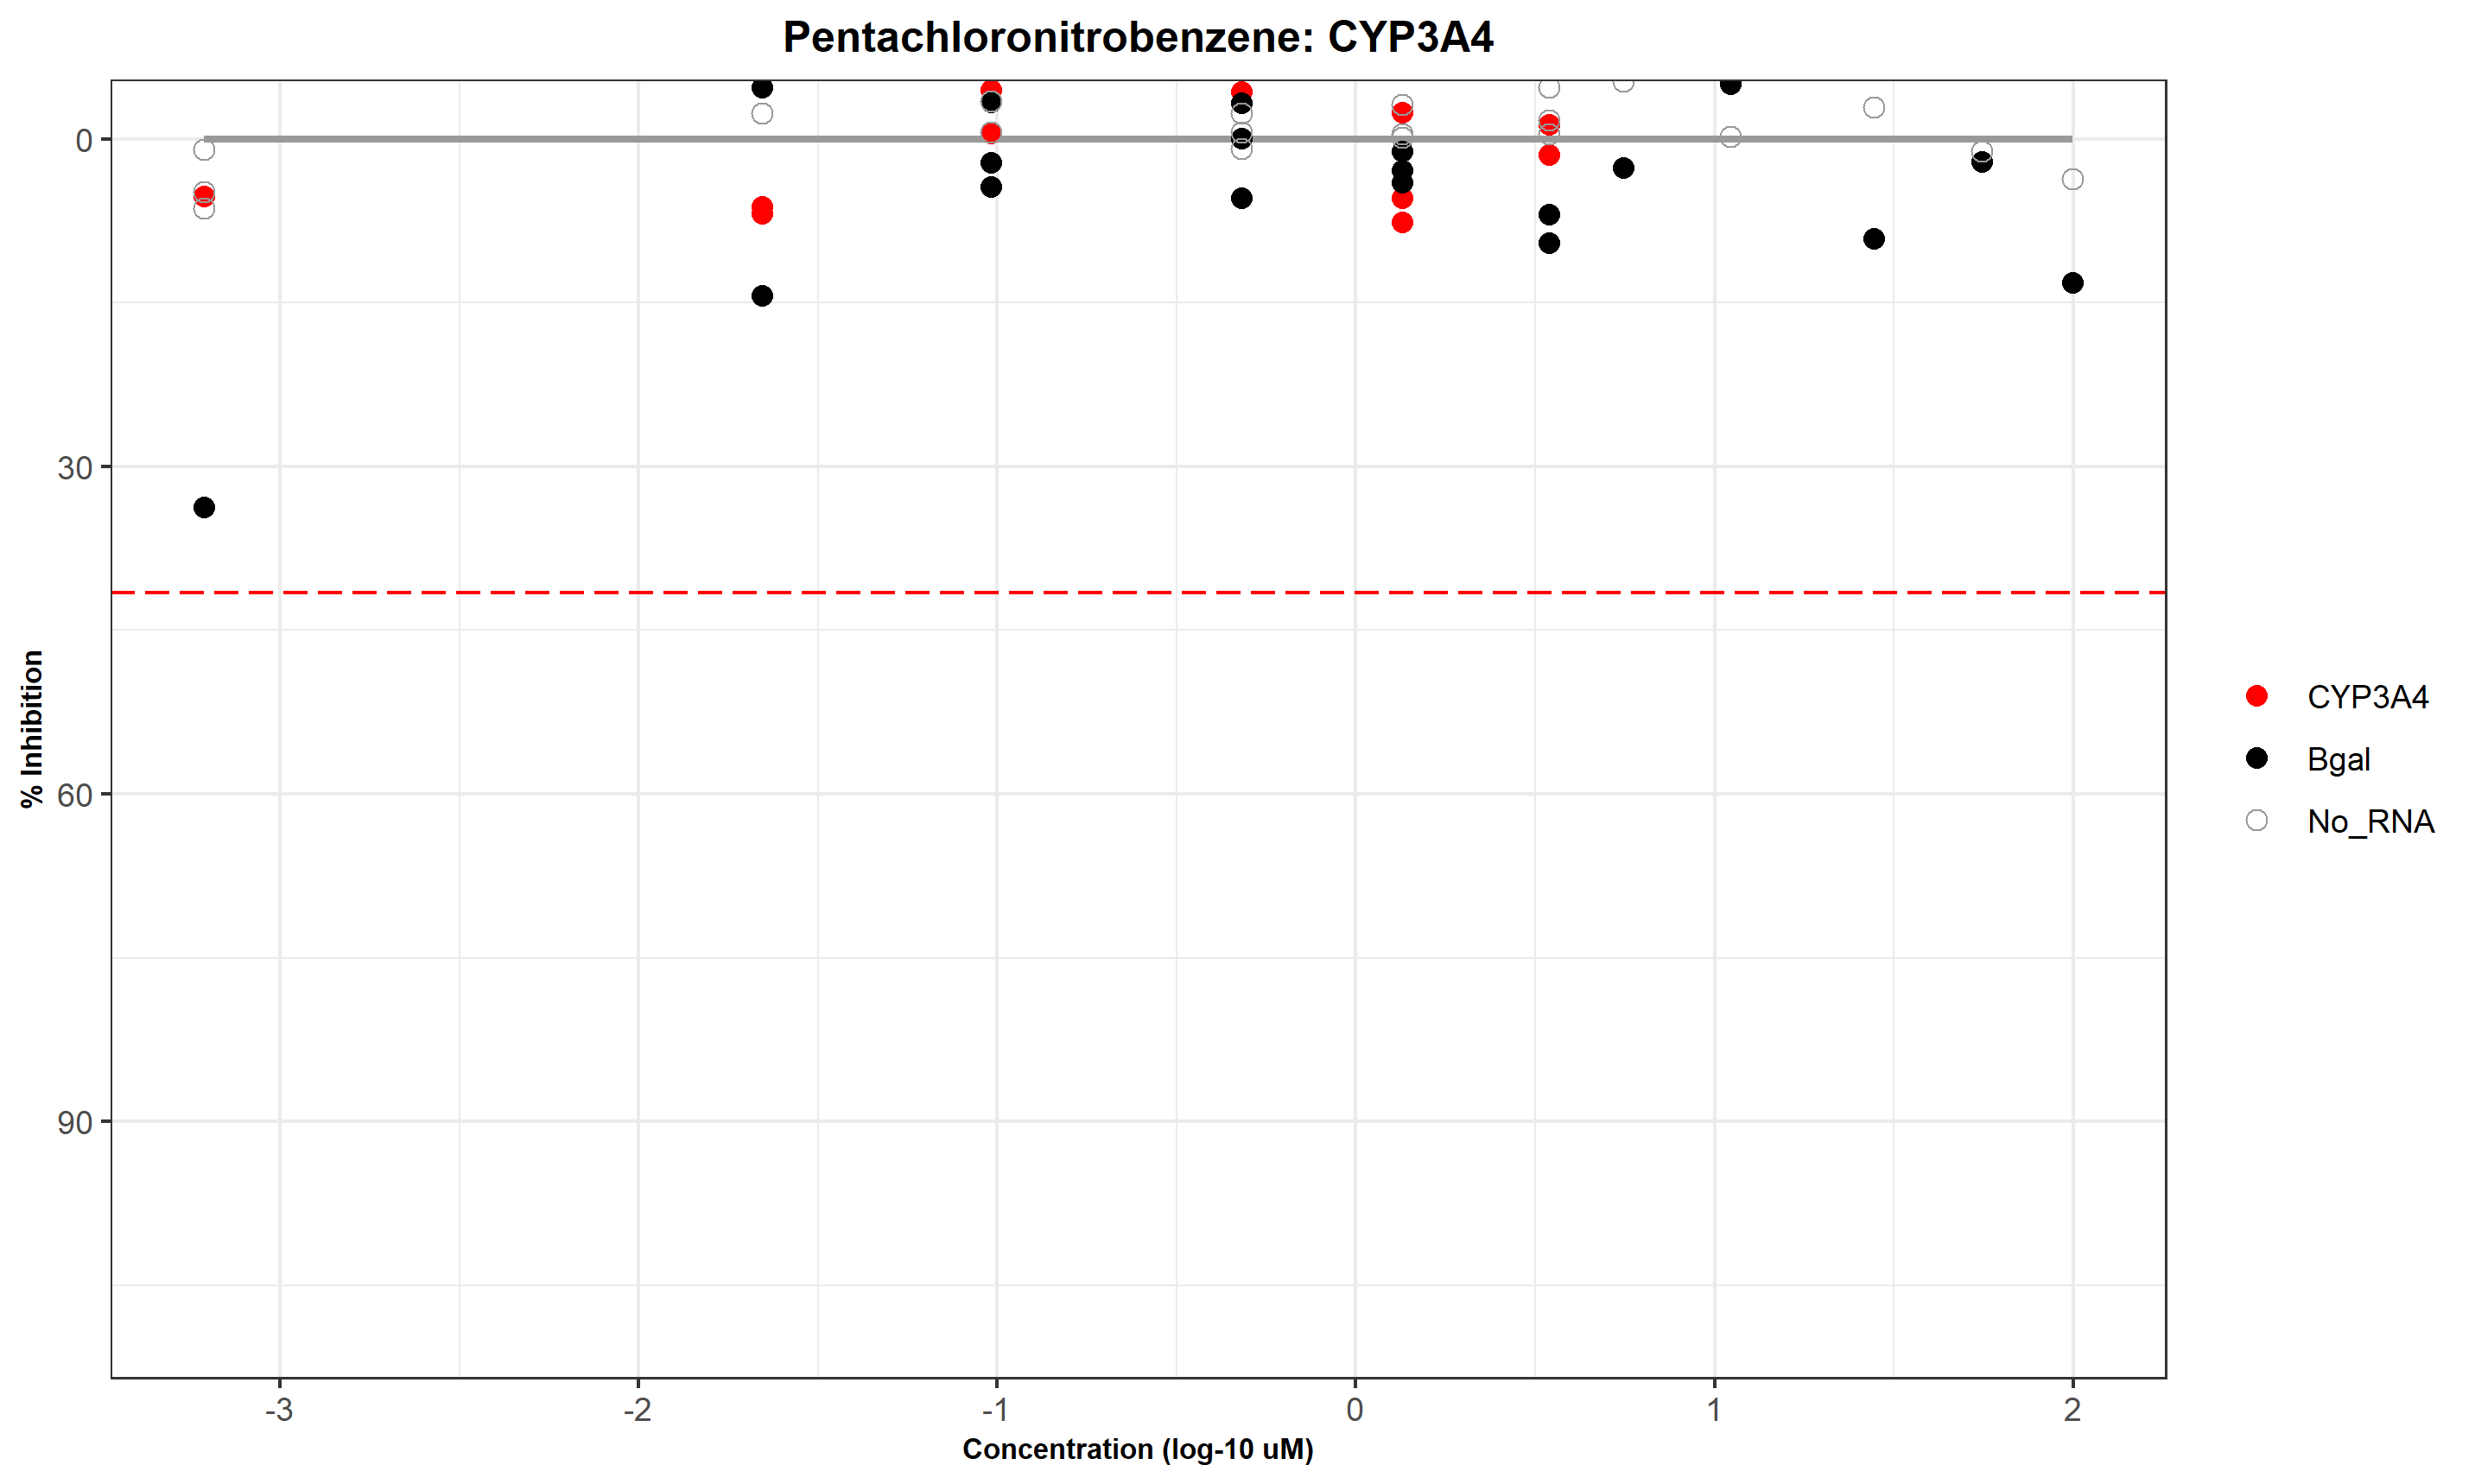 Pentachloronitrobenzene: CYP3A4
% Inhibition
0
30
60
90
-3
-2
-1
0
1
2
Concentration (log-10 uM)
CYP3A4
Bgal
No_RNA